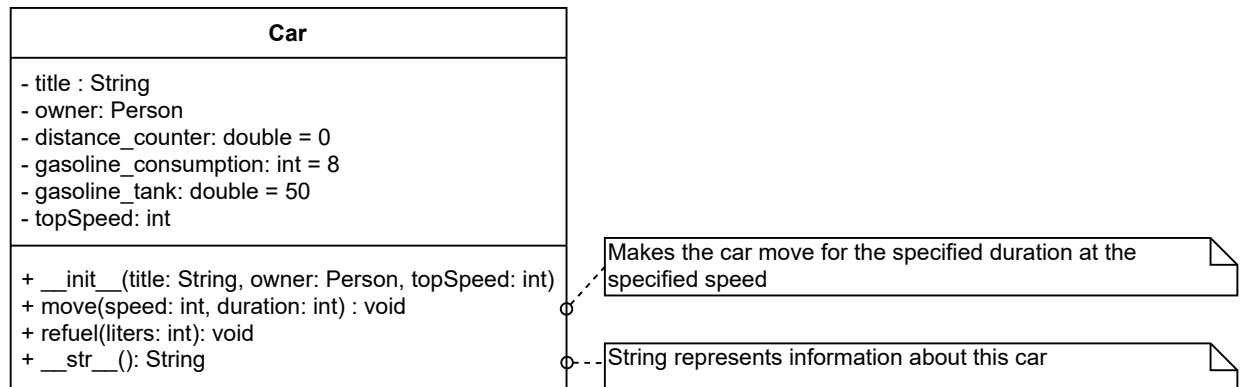 Car
- title : String
- owner: Person
- distance_counter: double = 0
- gasoline_consumption: int = 8
- gasoline_tank: double = 50
- topSpeed: int
+ __init__(title: String, owner: Person, topSpeed: int)
+ move(speed: int, duration: int) : void
+ refuel(liters: int): void
+ __str__(): String
Makes the car move for the specified duration at the
specified speed
String represents information about this car